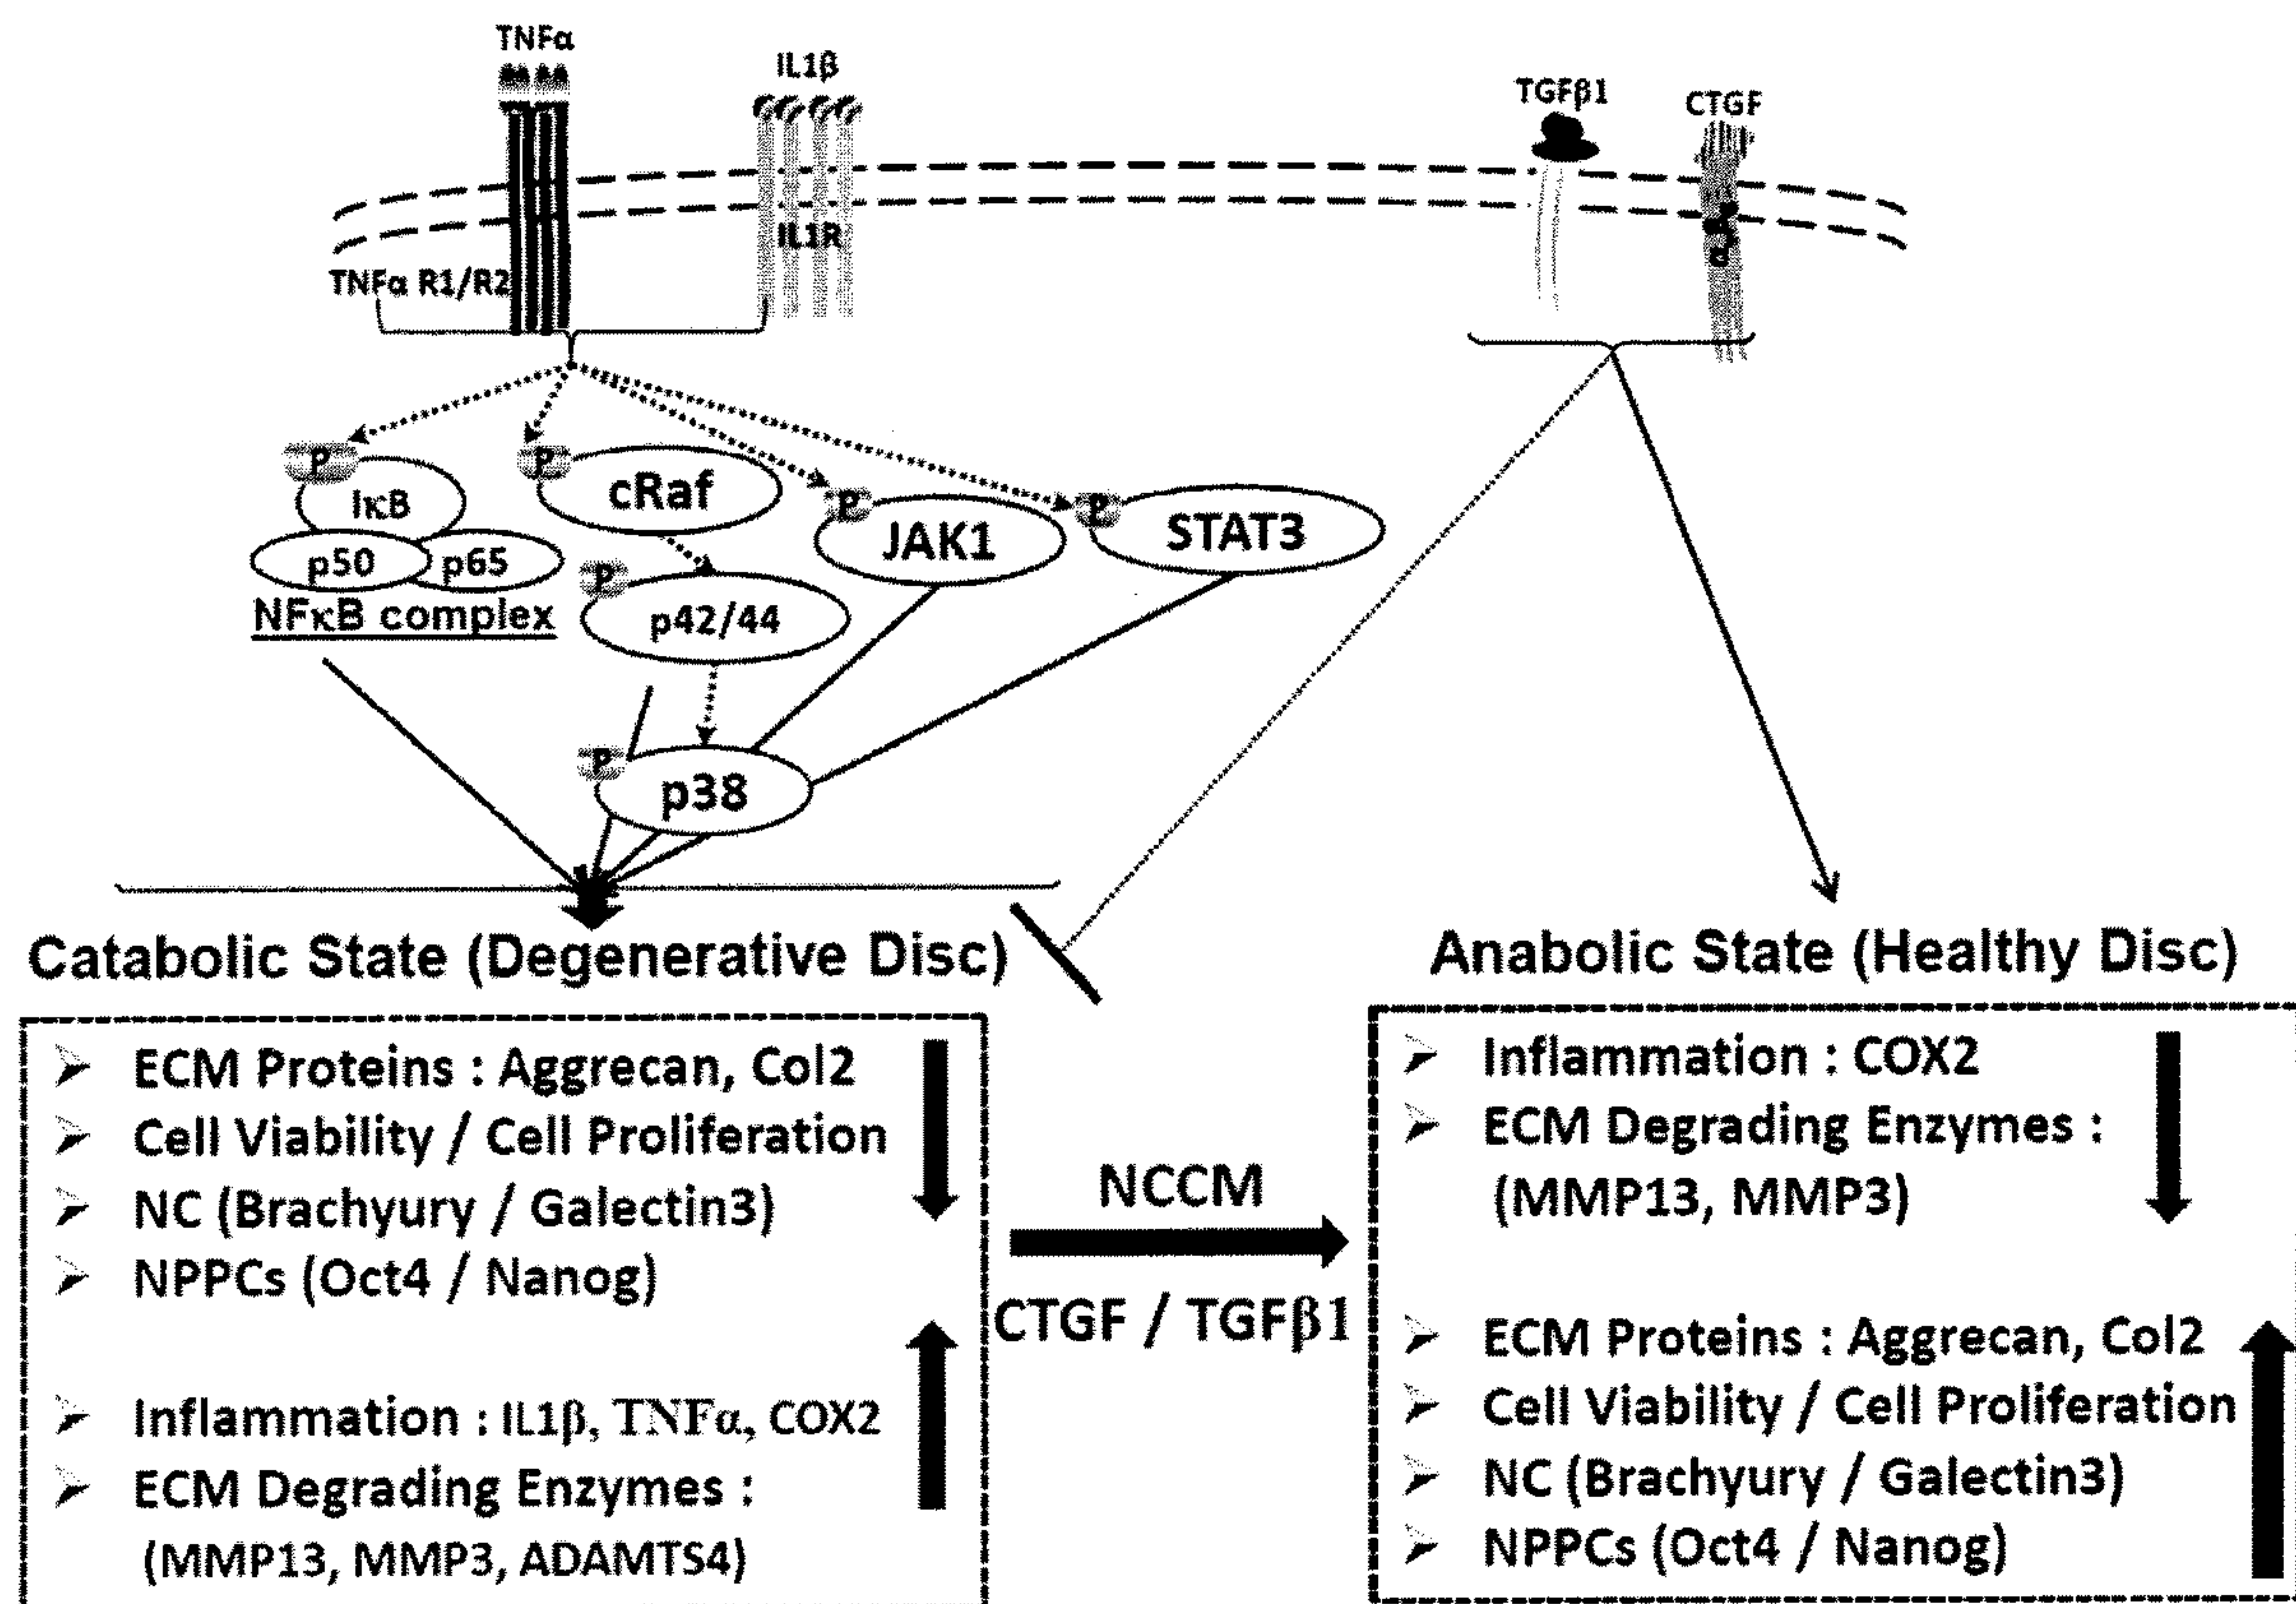 TNFα
IL1β
TGFβ1
CTGF
IL1R
TNFα R1/R2
P
IκB
p50
p65
NFκB complex
P
cRaf
P
p42/44
P
JAK1
P
STAT3
P
p38
Catabolic State (Degenerative Disc)
ECM Proteins : Aggrecan, Col2
Cell Viability / Cell Proliferation
NC (Brachyury / Galectin3)
NPPCs (Oct4 / Nanog)
Inflammation : IL1β, TNFα, COX2
ECM Degrading Enzymes :
(MMP13, MMP3, ADAMTS4)
NCCM
CTGF / TGFβ1
Anabolic State (Healthy Disc)
Inflammation : COX2
ECM Degrading Enzymes :
(MMP13, MMP3)
ECM Proteins : Aggrecan, Col2
Cell Viability / Cell Proliferation
NC (Brachyury / Galectin3)
NPPCs (Oct4 / Nanog)